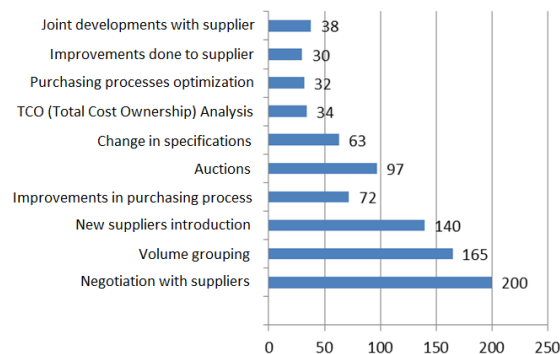 Joint developments with supplier 38
Improvements done to supplier 30
Purchasing processes optimization 32
TCO (Total Cost Ownership) Analysis 34
Change in specifications 63
Auctions 97
Improvements in purchasing process 72
New suppliers introduction 140
Volume grouping 165
Negotiation with suppliers 200
0 50 100 150 200 250